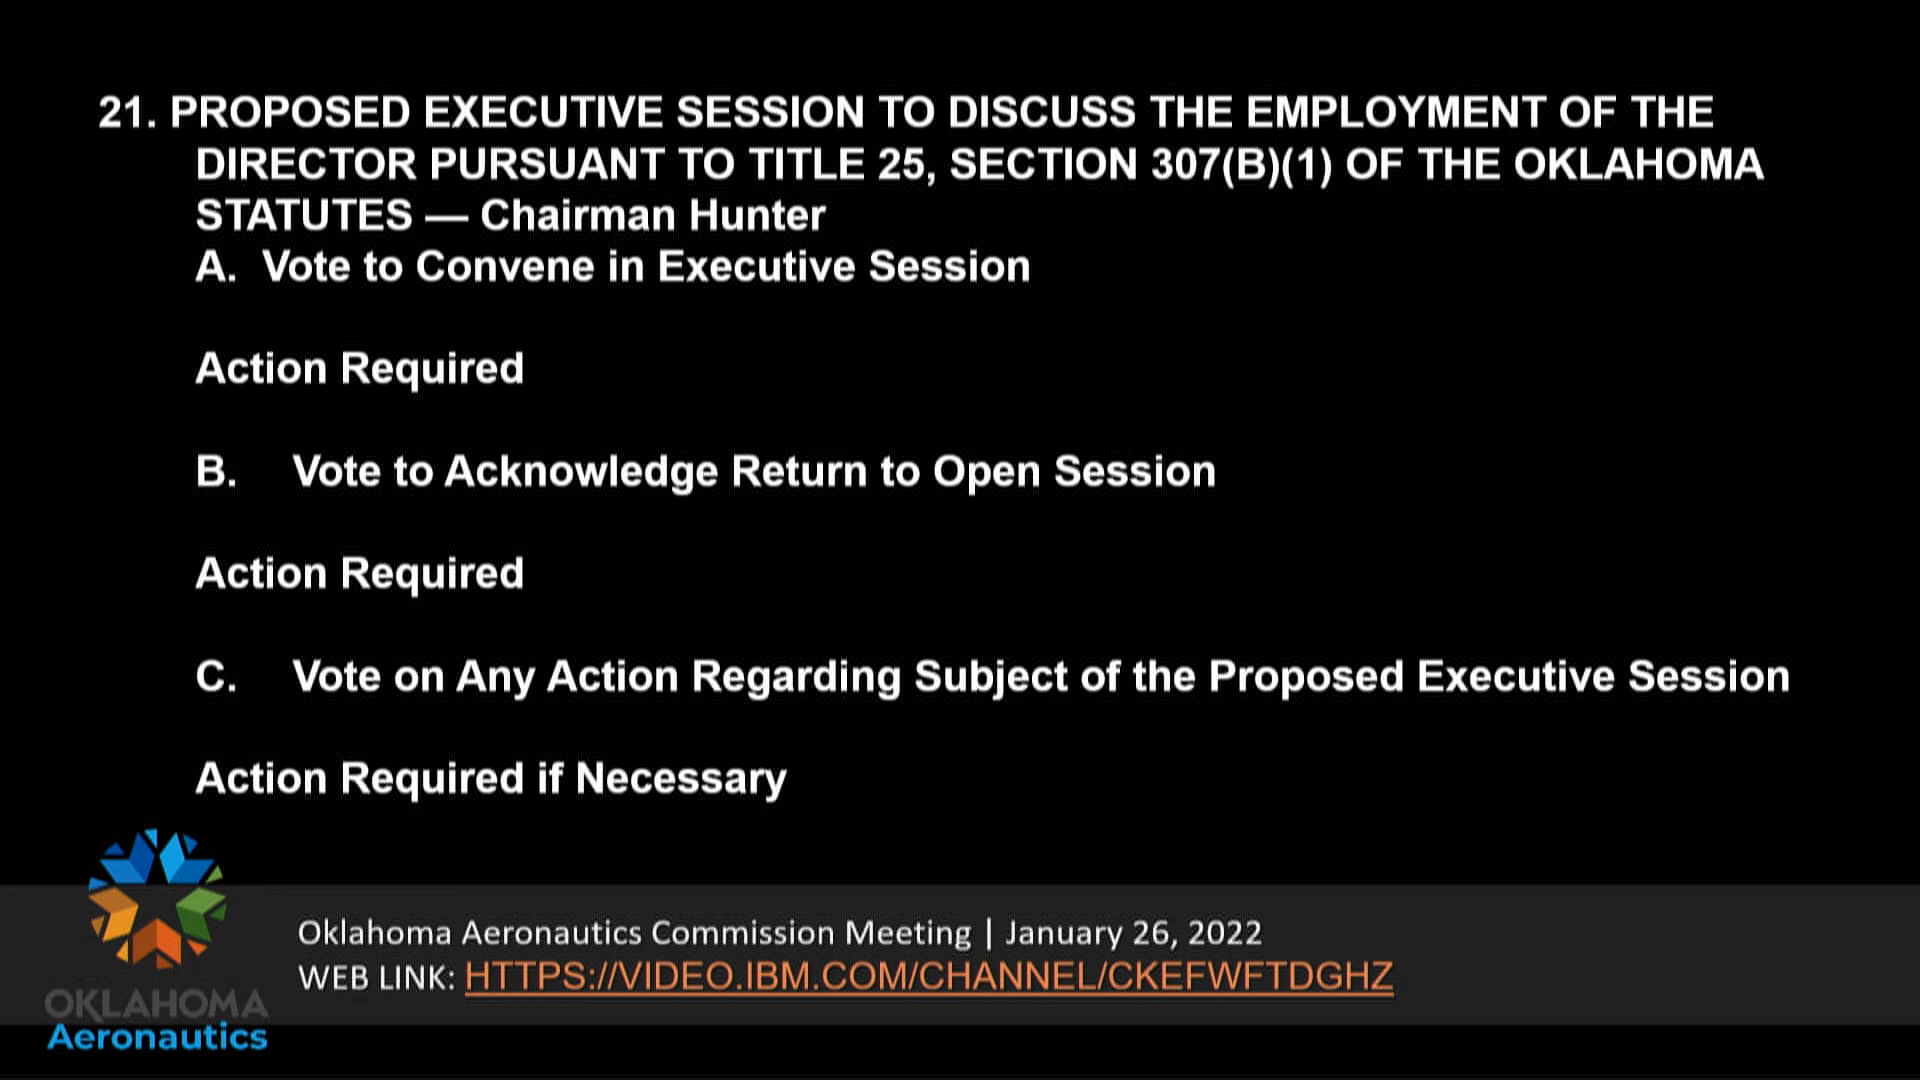 21. PROPOSED EXECUTIVE SESSION TO DISCUSS THE EMPLOYMENT OF THE
DIRECTOR PURSUANT TO TITLE 25, SECTION 307(B)(1) OF THE OKLAHOMA
STATUTES — Chairman Hunter
A. Vote to Convene in Executive Session
Action Required
B. Vote to Acknowledge Return to Open Session
Action Required
C. Vote on Any Action Regarding Subject of the Proposed Executive Session
Action Required if Necessary
Oklahoma Aeronautics Commission Meeting | January 26, 2022
WEB LINK: HTTPS://VIDEO.IBM.COM/CHANNEL/CKEFWFTDGHZ
OKLAHOMA
Aeronautics